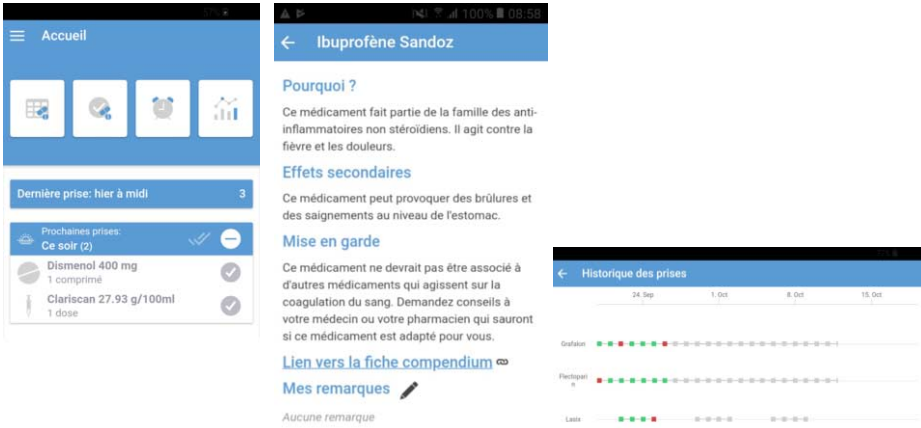 57%
Accueil
Dernière prise: hier à midi 3
Prochaines prises:
Ce soir (2)
Dismenol 400 mg
1 comprimé
Clariscan 27.93 g/100ml
1 dose
100% 08:58
Ibuprofène Sandoz
Pourquoi ?
Ce médicament fait partie de la famille des anti-
inflammatoires non stéroïdiens. Il agit contre la
fièvre et les douleurs.
Effets secondaires
Ce médicament peut provoquer des brûlures et
des saignements au niveau de l'estomac.
Mise en garde
Ce médicament ne devrait pas être associé à
d'autres médicaments qui agissent sur la
coagulation du sang. Demandez conseils à
votre médecin ou votre pharmacien qui sauront
si ce médicament est adapté pour vous.
Lien vers la fiche compendium
Mes remarques
Aucune remarque
Historique des prises
24. Sep 1. Oct 8. Oct 15. Oct
Grafalon
Flectopari
n
Lasix